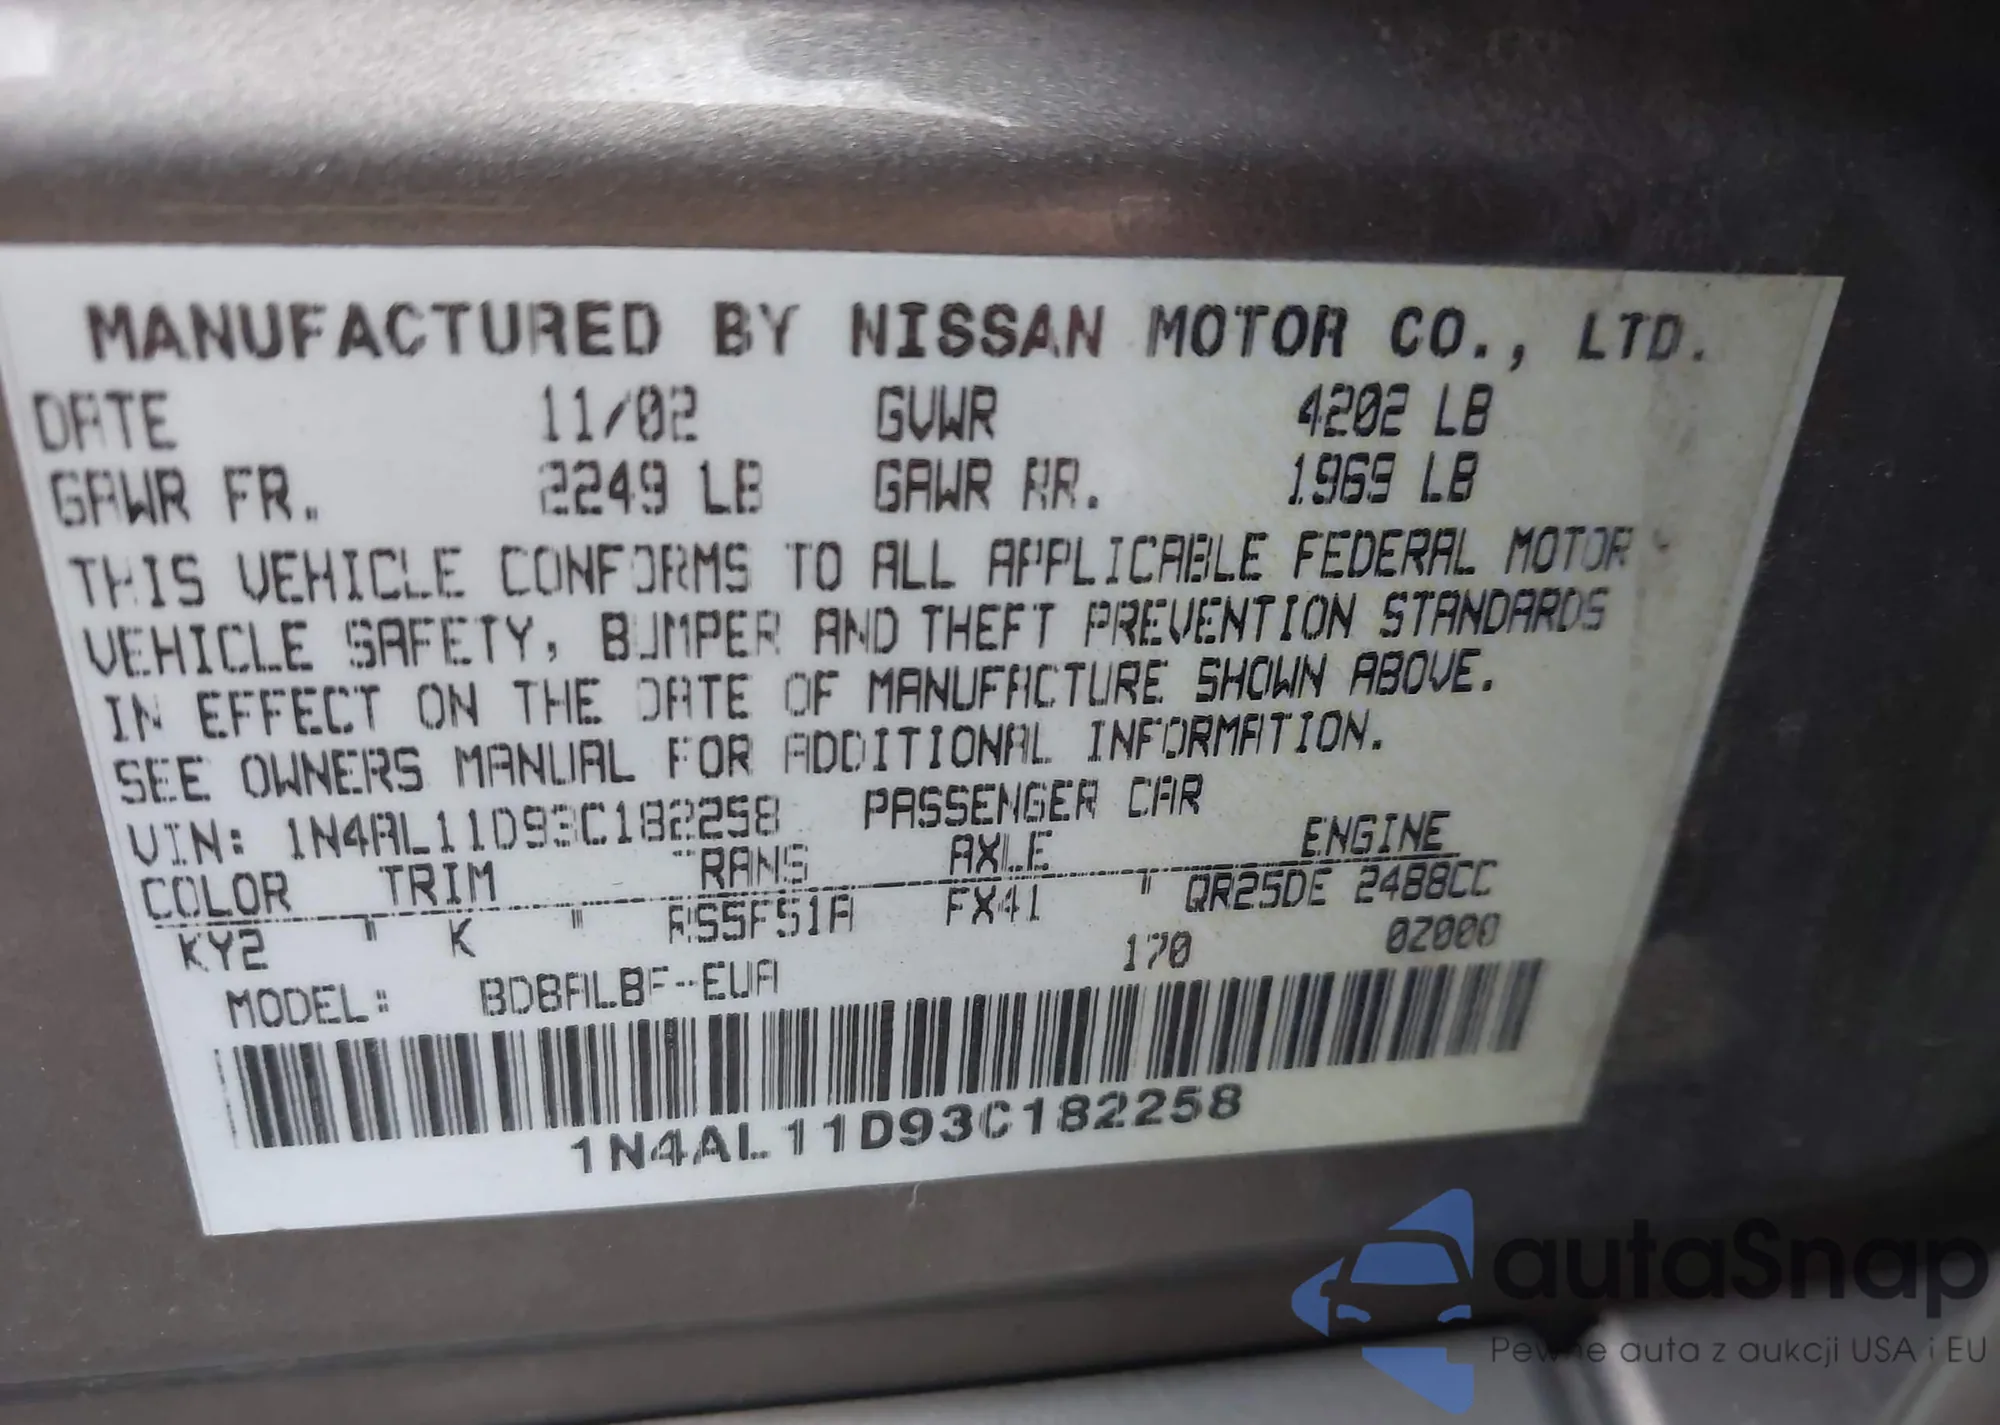 MANUFACTURED BY NISSAN MOTOR CO., LTD.
DATE 11/02 GVWR 4202 LB
GAWR FR. 2249 LB GAWR RR. 1969 LB
THIS VEHICLE CONFORMS TO ALL APPLICABLE FEDERAL MOTOR
VEHICLE SAFETY, BUMPER AND THEFT PREVENTION STANDARDS
IN EFFECT ON THE DATE OF MANUFACTURE SHOWN ABOVE.
SEE OWNERS MANUAL FOR ADDITIONAL INFORMATION.
VIN: 1N4AL11D93C182258 PASSENGER CAR
COLOR TRIM TRANS AXLE ENGINE
KY2 " K " RS5F51A FX41 " QR25DE 2488CC
MODEL: BD8ALBF-EUA 170 02000
1N4AL11D93C182258
autaSnap
Pewne auta z aukcji USA i EU